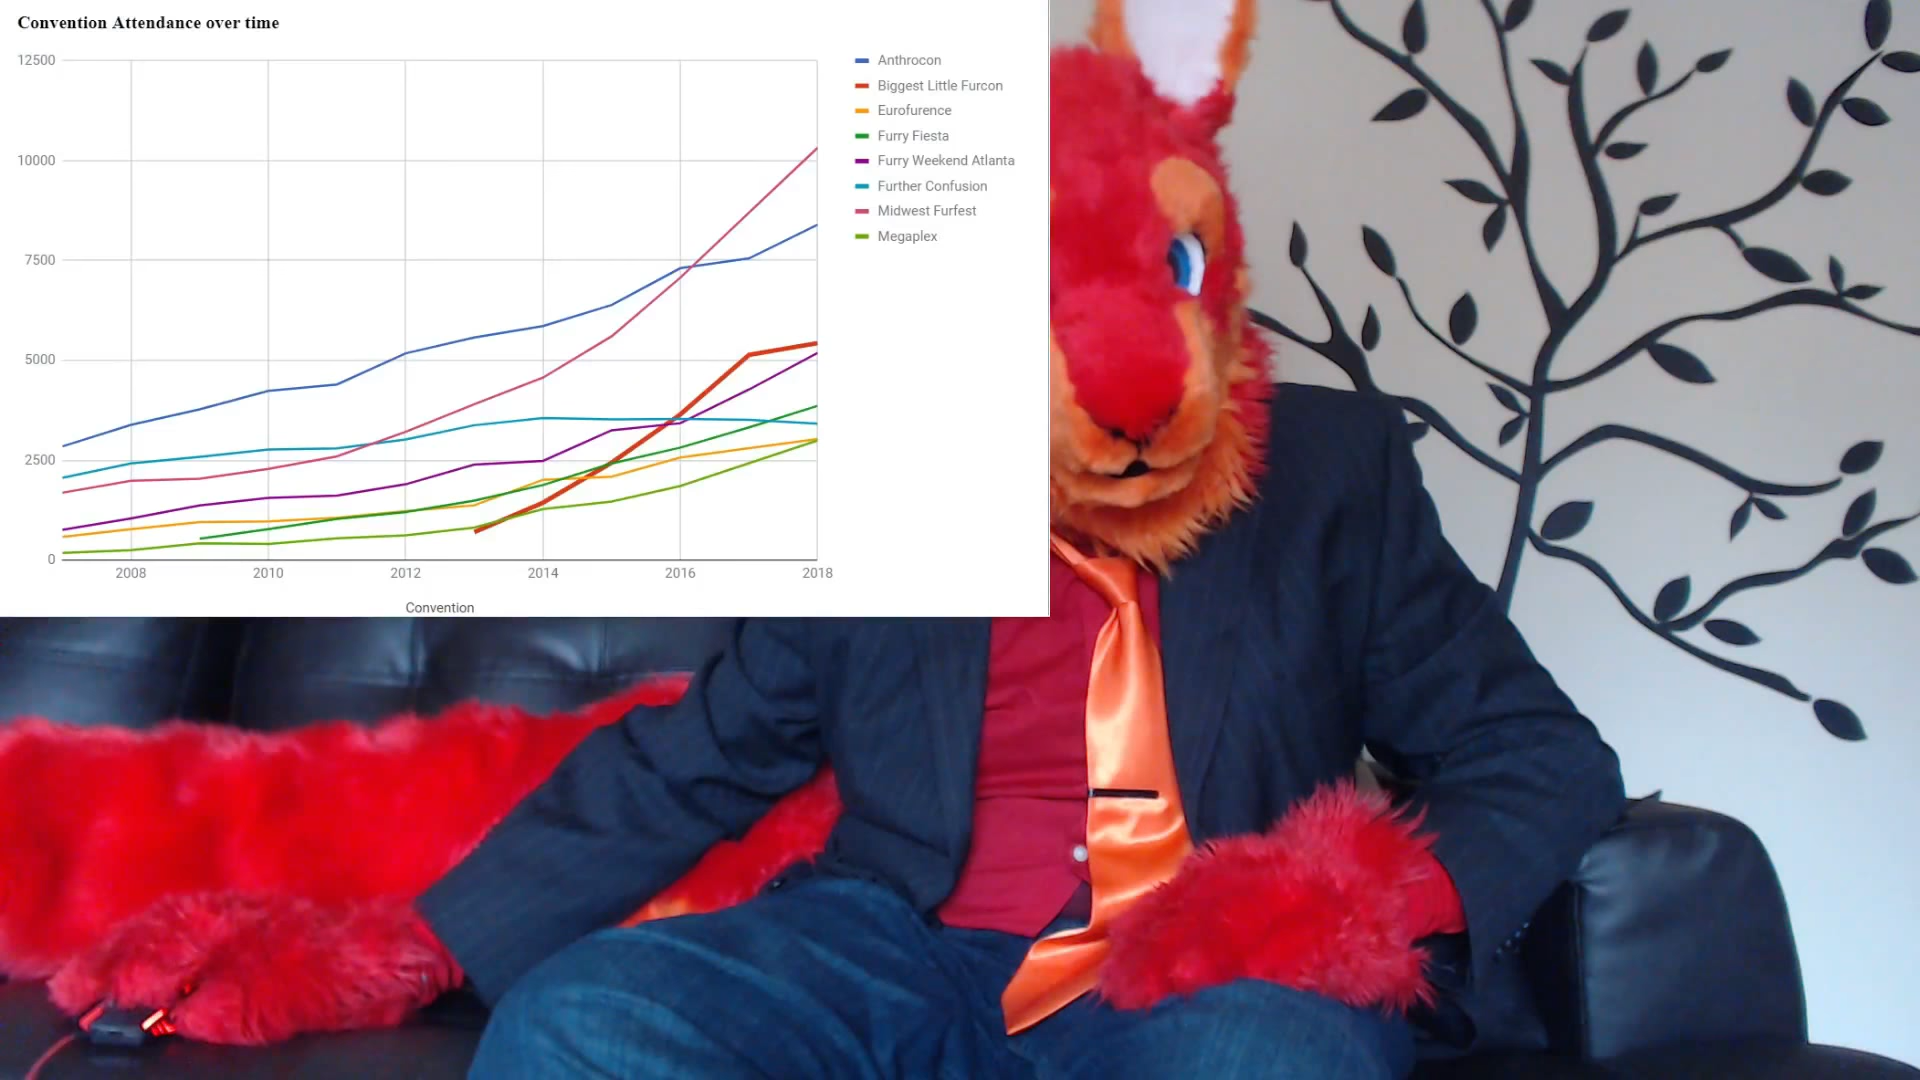 Convention Attendance over time
12500
10000
7500
5000
2500
0
2008
2010
2012
2014
2016
2018
Convention
Anthrocon
Biggest Little Furcon
Eurofurence
Furry Fiesta
Furry Weekend Atlanta
Further Confusion
Midwest Furfest
Megaplex